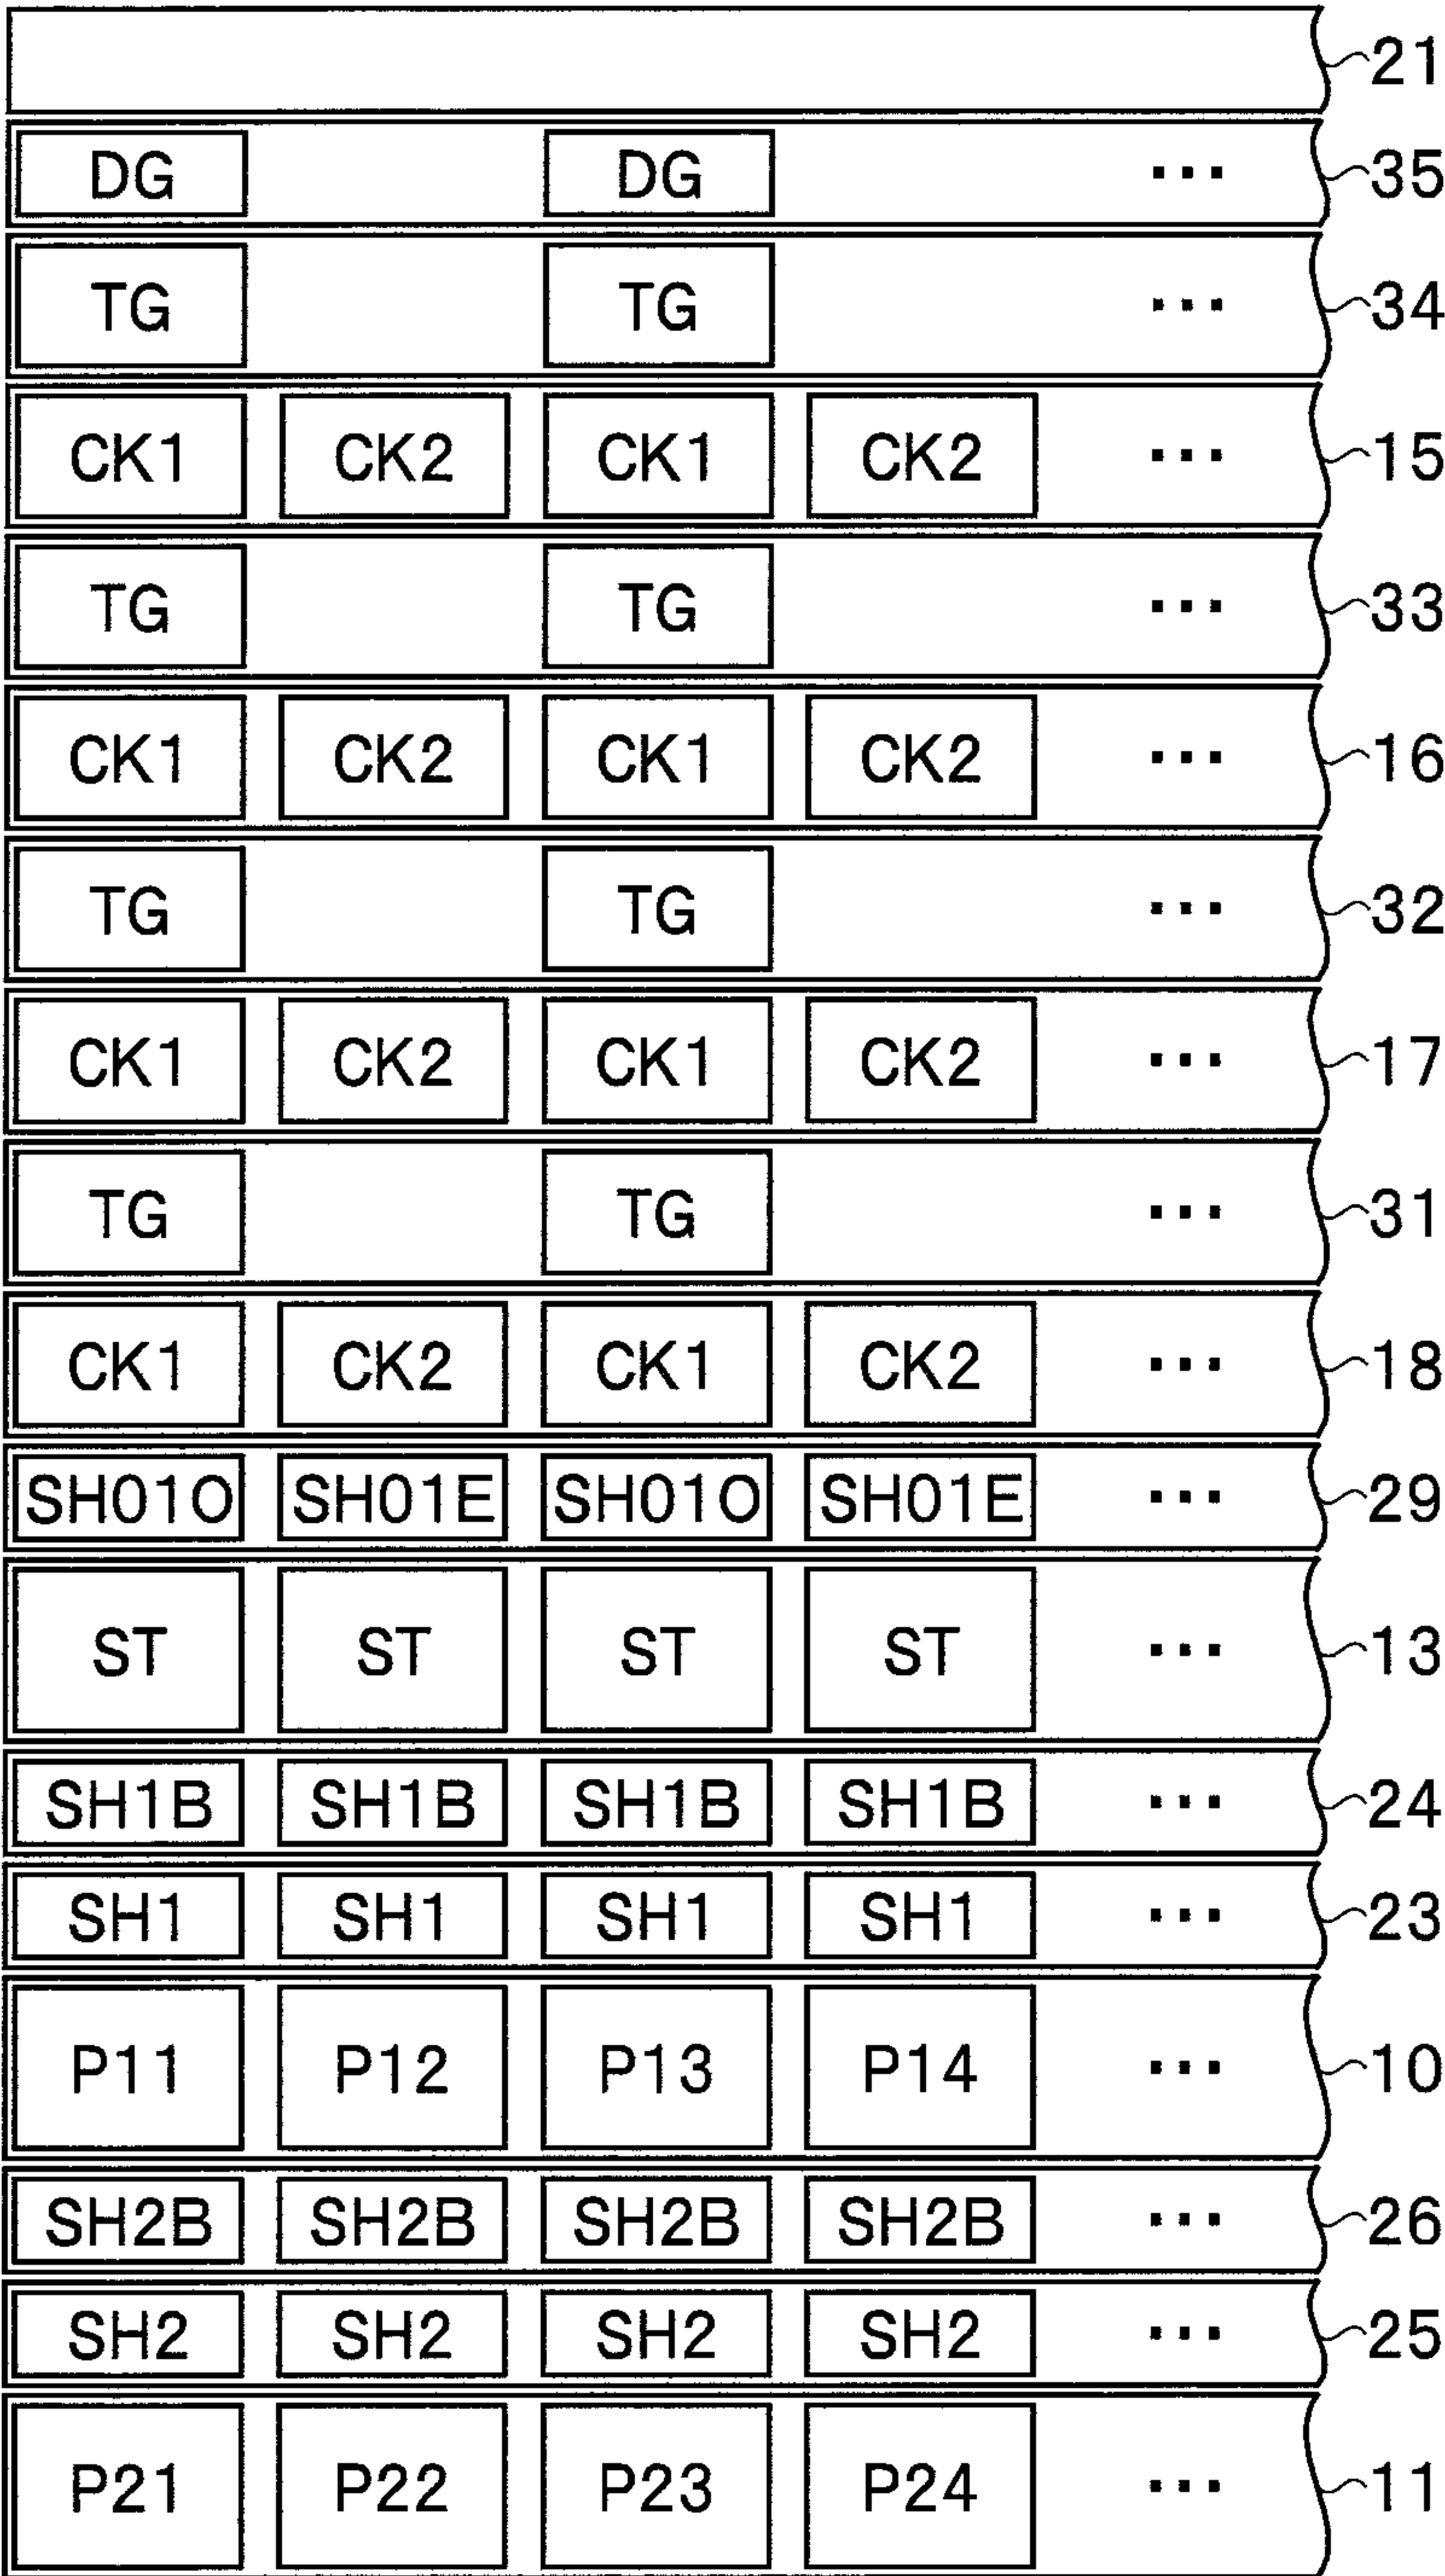 21
DG DG ... 35
TG TG ... 34
CK1 CK2 CK1 CK2 ... 15
TG TG ... 33
CK1 CK2 CK1 CK2 ... 16
TG TG ... 32
CK1 CK2 CK1 CK2 ... 17
TG TG ... 31
CK1 CK2 CK1 CK2 ... 18
SH01O SH01E SH01O SH01E ... 29
ST ST ST ST ... 13
SH1B SH1B SH1B SH1B ... 24
SH1 SH1 SH1 SH1 ... 23
P11 P12 P13 P14 ... 10
SH2B SH2B SH2B SH2B ... 26
SH2 SH2 SH2 SH2 ... 25
P21 P22 P23 P24 ... 11